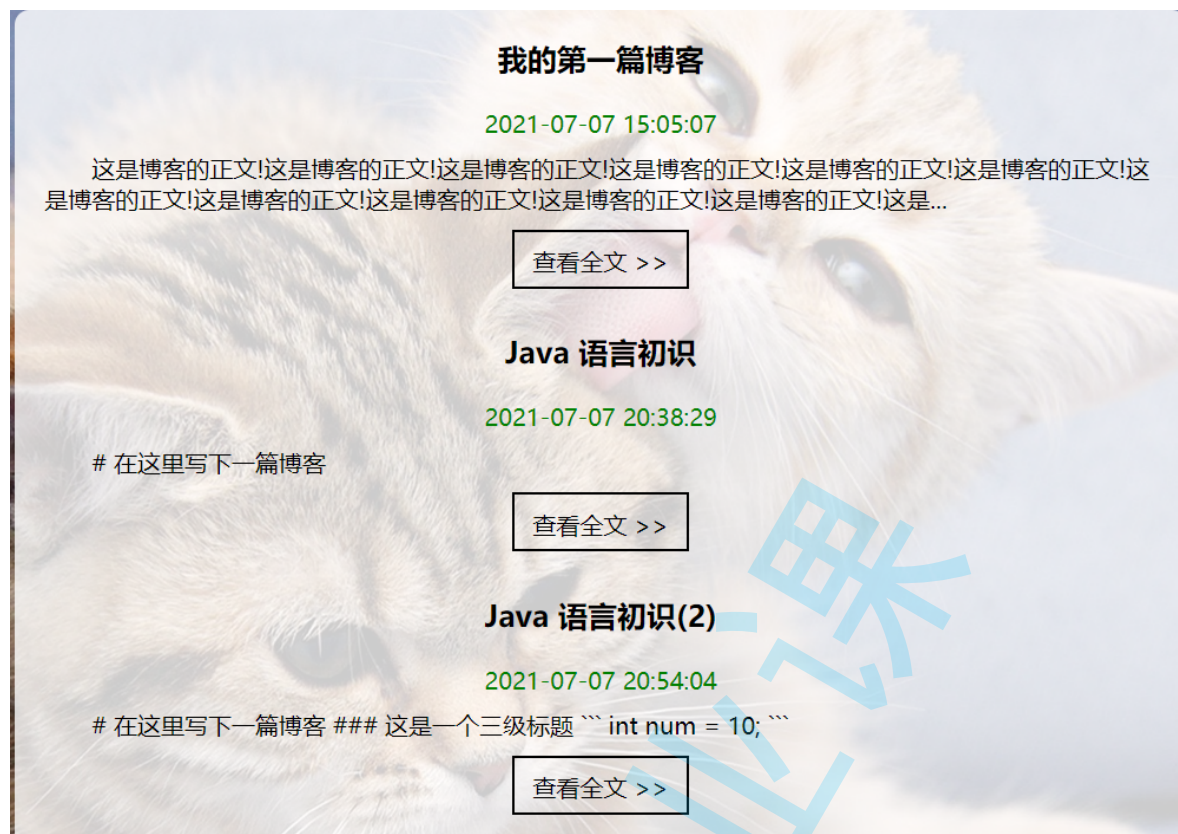 我的第一篇博客
2021-07-07 15:05:07
这是博客的正文!这是博客的正文!这是博客的正文!这是博客的正文!这是博客的正文!这是博客的正文!这
是博客的正文!这是博客的正文!这是博客的正文!这是博客的正文!这是博客的正文!这是...
查看全文 >>
Java 语言初识
2021-07-07 20:38:29
# 在这里写下一篇博客
查看全文 >>
Java 语言初识(2)
2021-07-07 20:54:04
# 在这里写下一篇博客 ### 这是一个三级标题 ``` int num = 10; ```
查看全文 >>
课